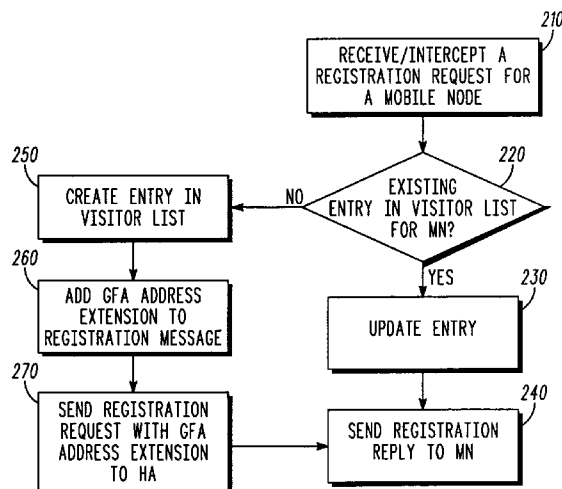 210
RECEIVE/INTERCEPT A
REGISTRATION REQUEST FOR
A MOBILE NODE
220
EXISTING
ENTRY IN VISITOR LIST
FOR MN?
NO
YES
250
CREATE ENTRY IN
VISITOR LIST
260
ADD GFA ADDRESS
EXTENSION TO
REGISTRATION MESSAGE
270
SEND REGISTRATION
REQUEST WITH GFA
ADDRESS EXTENSION
TO HA
230
UPDATE ENTRY
240
SEND REGISTRATION
REPLY TO MN